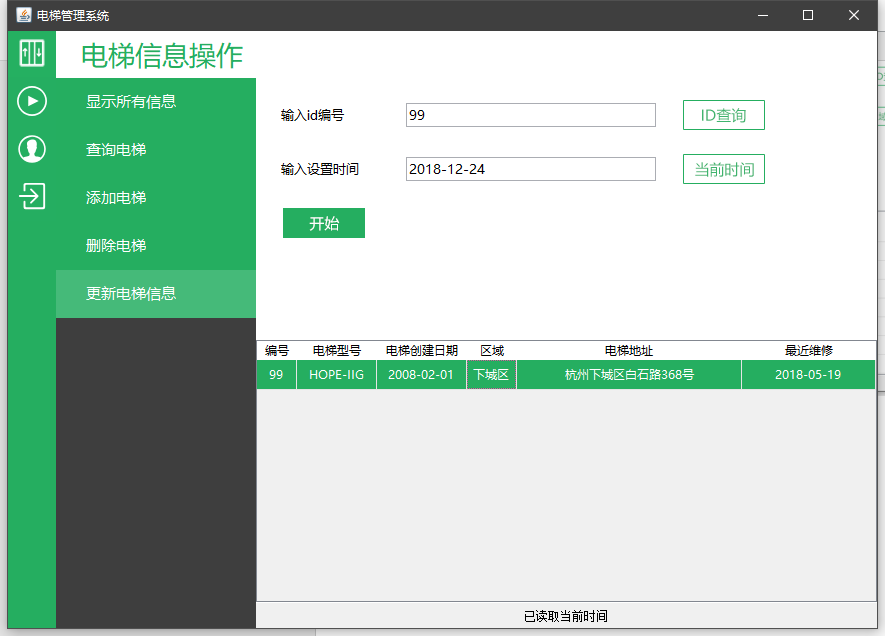 电梯管理系统
电梯信息操作
显示所有信息
查询电梯
添加电梯
删除电梯
更新电梯信息
输入id编号 99 ID查询
输入设置时间 2018-12-24 当前时间
开始
编号 电梯型号 电梯创建日期 区域 电梯地址 最近维修
99 HOPE-IIG 2008-02-01 下城区 杭州下城区白石路368号 2018-05-19
已读取当前时间